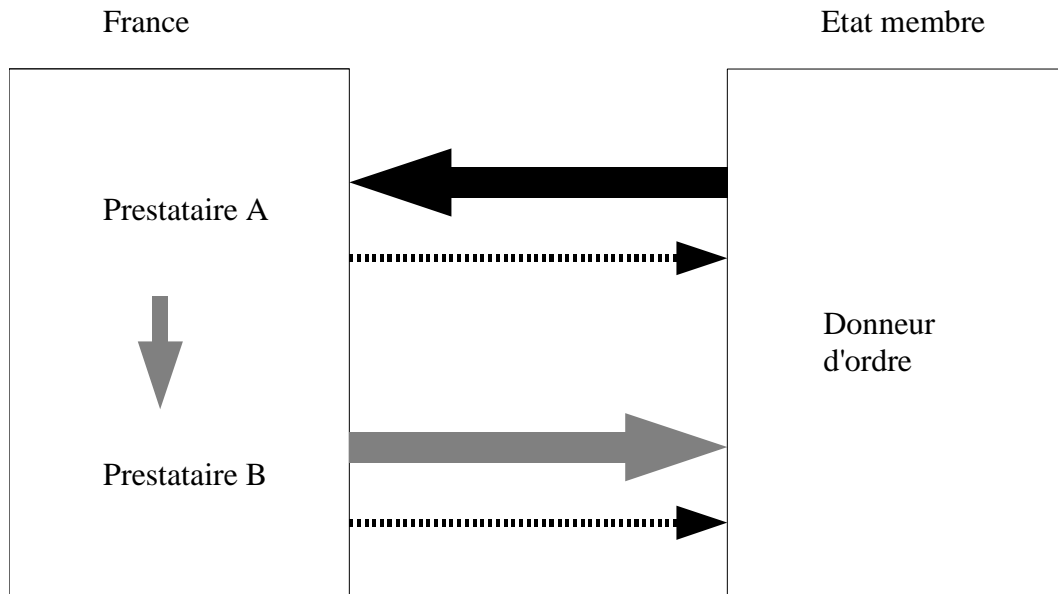 France
Etat membre
Prestataire A
Donneur
d'ordre
Prestataire B